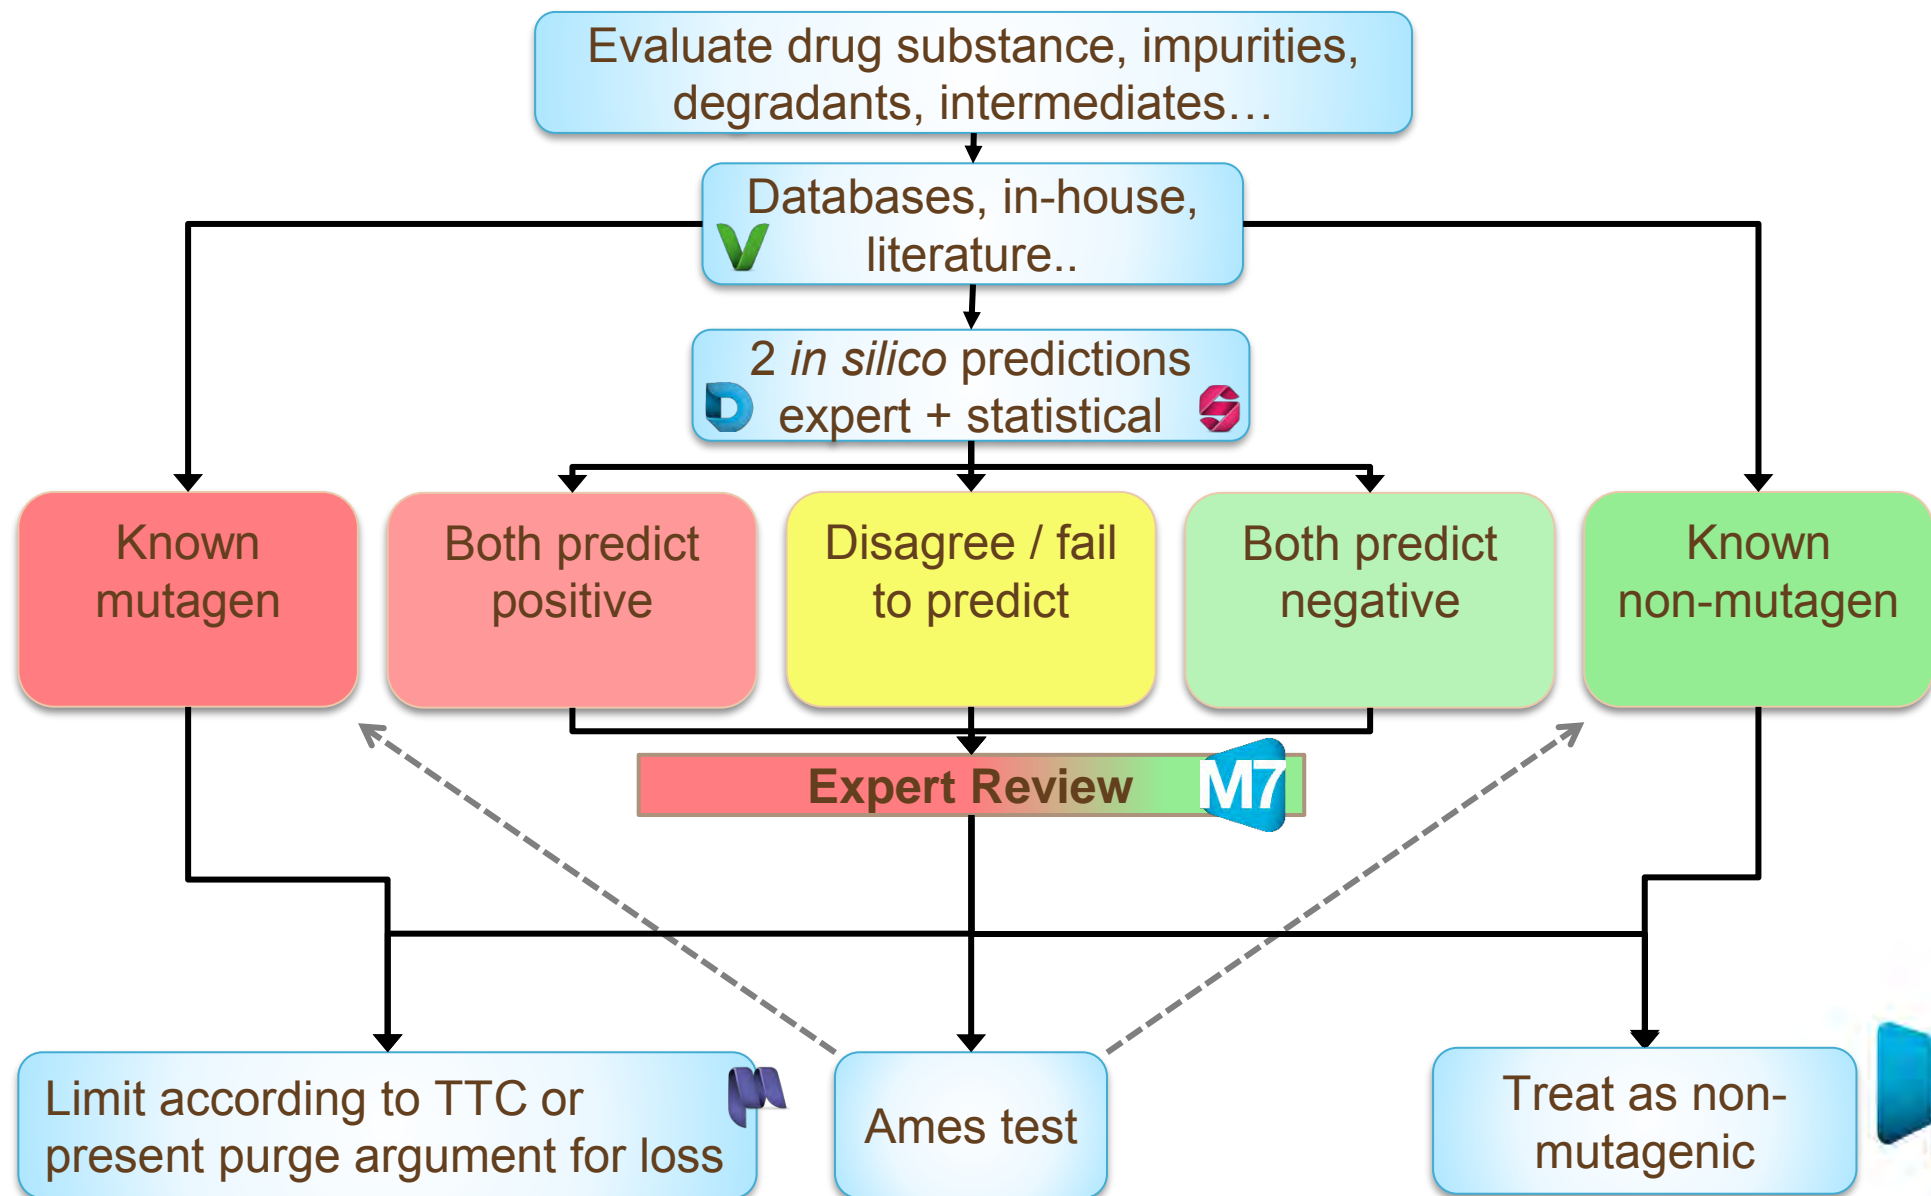 Evaluate drug substance, impurities,
degradants, intermediates…
Databases, in-house,
literature..
2 in silico predictions
expert + statistical
Known
mutagen
Both predict
positive
Disagree / fail
to predict
Both predict
negative
Known
non-mutagen
Expert Review
M7
Limit according to TTC or
present purge argument for loss
Ames test
Treat as non-
mutagenic